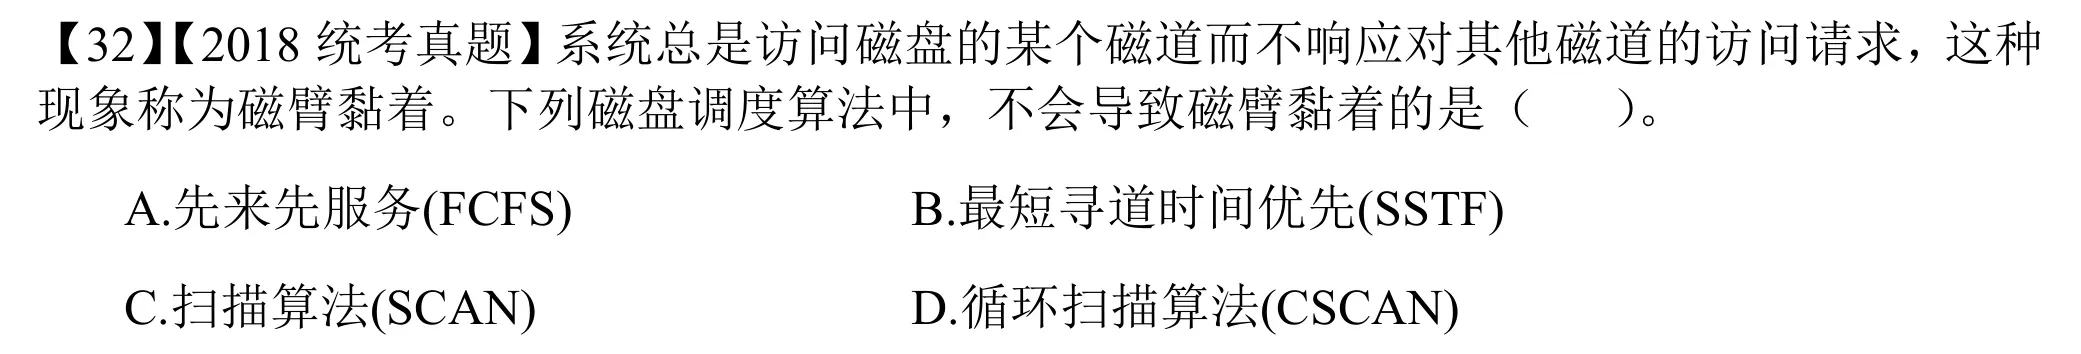 【32】【2018 统考真题】系统总是访问磁盘的某个磁道而不响应对其他磁道的访问请求，这种
现象称为磁臂黏着。下列磁盘调度算法中，不会导致磁臂黏着的是（　　）。
A.先来先服务(FCFS)　　B.最短寻道时间优先(SSTF)
C.扫描算法(SCAN)　　D.循环扫描算法(CSCAN)